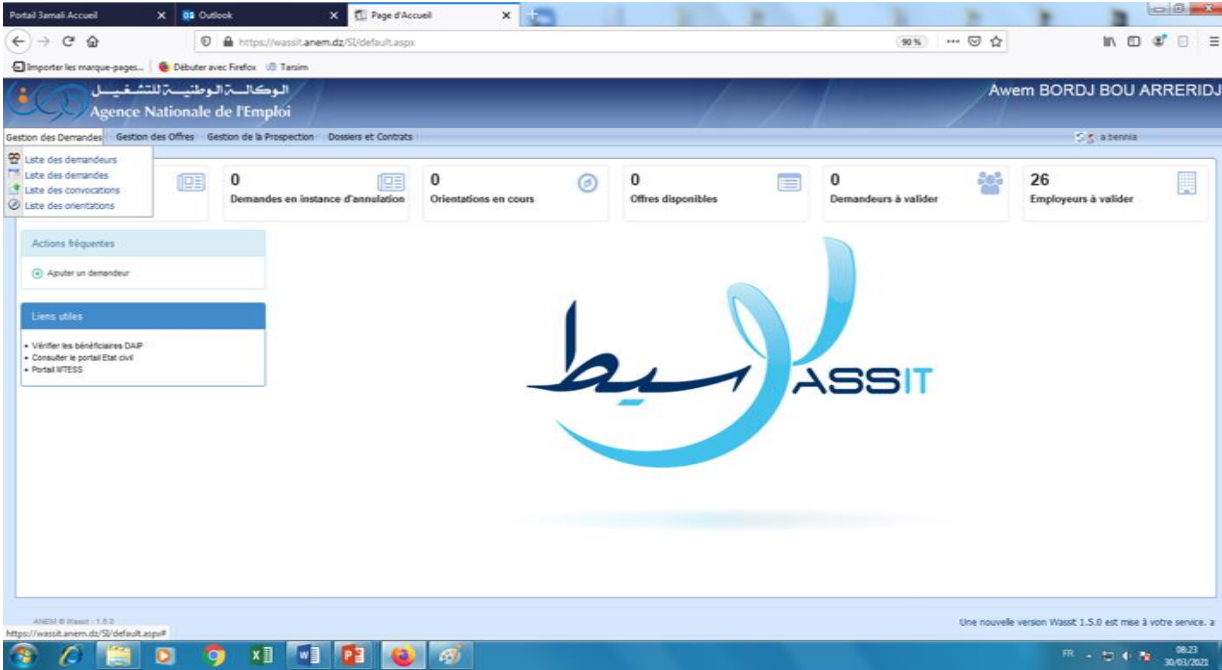 Portail 3amali Accueil
Outlook
Page d'Accueil
https://wassit.anem.dz/SI/default.aspx
90 %
Importer les marque-pages...
Débuter avec Firefox
Tarsim
الوكالة الوطنية للتشغيل
Agence Nationale de l'Emploi
Awem BORDJ BOU ARRERIDJ
Gestion des Demandes
Gestion des Offres
Gestion de la Prospection
Dossiers et Contrats
a.bennia
Liste des demandeurs
Liste des demandes
Liste des convocations
Liste des orientations
0
Demandes en instance d'annulation
0
Orientations en cours
0
Offres disponibles
0
Demandeurs à valider
26
Employeurs à valider
Actions fréquentes
Ajouter un demandeur
Liens utiles
• Vérifier les bénéficiaires DAIP
• Consulter le portail Etat civil
• Portail MTESS
وسيط
WASSIT
ANEM © Wassit : 1.5.0
Une nouvelle version Wassit 1.5.0 est mise à votre service. a
https://wassit.anem.dz/SI/default.aspx#
FR
08:23
30/03/2021